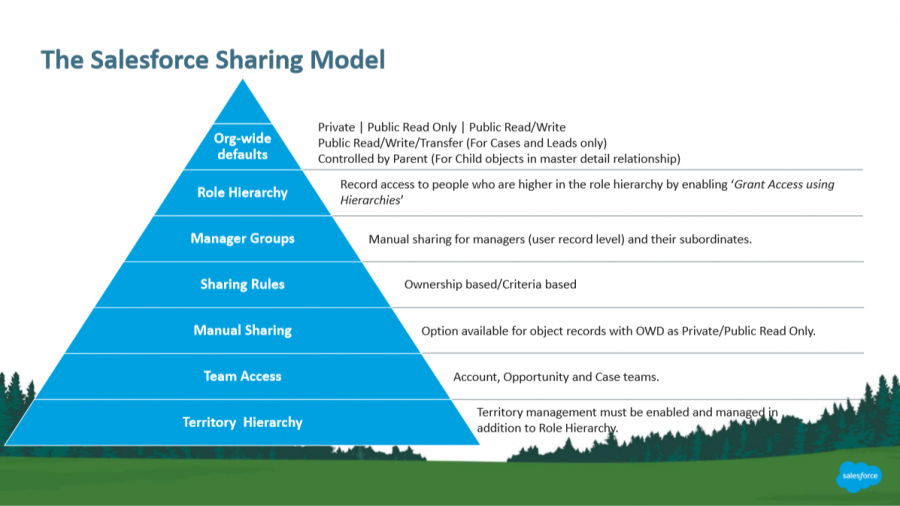 The Salesforce Sharing Model
Org-wide
defaults
Private | Public Read Only | Public Read/Write
Public Read/Write/Transfer (For Cases and Leads only)
Controlled by Parent (For Child objects in master detail relationship)
Role Hierarchy
Record access to people who are higher in the role hierarchy by enabling ‘Grant Access using
Hierarchies’
Manager Groups
Manual sharing for managers (user record level) and their subordinates.
Sharing Rules
Ownership based/Criteria based
Manual Sharing
Option available for object records with OWD as Private/Public Read Only.
Team Access
Account, Opportunity and Case teams.
Territory Hierarchy
Territory management must be enabled and managed in
addition to Role Hierarchy.
salesforce